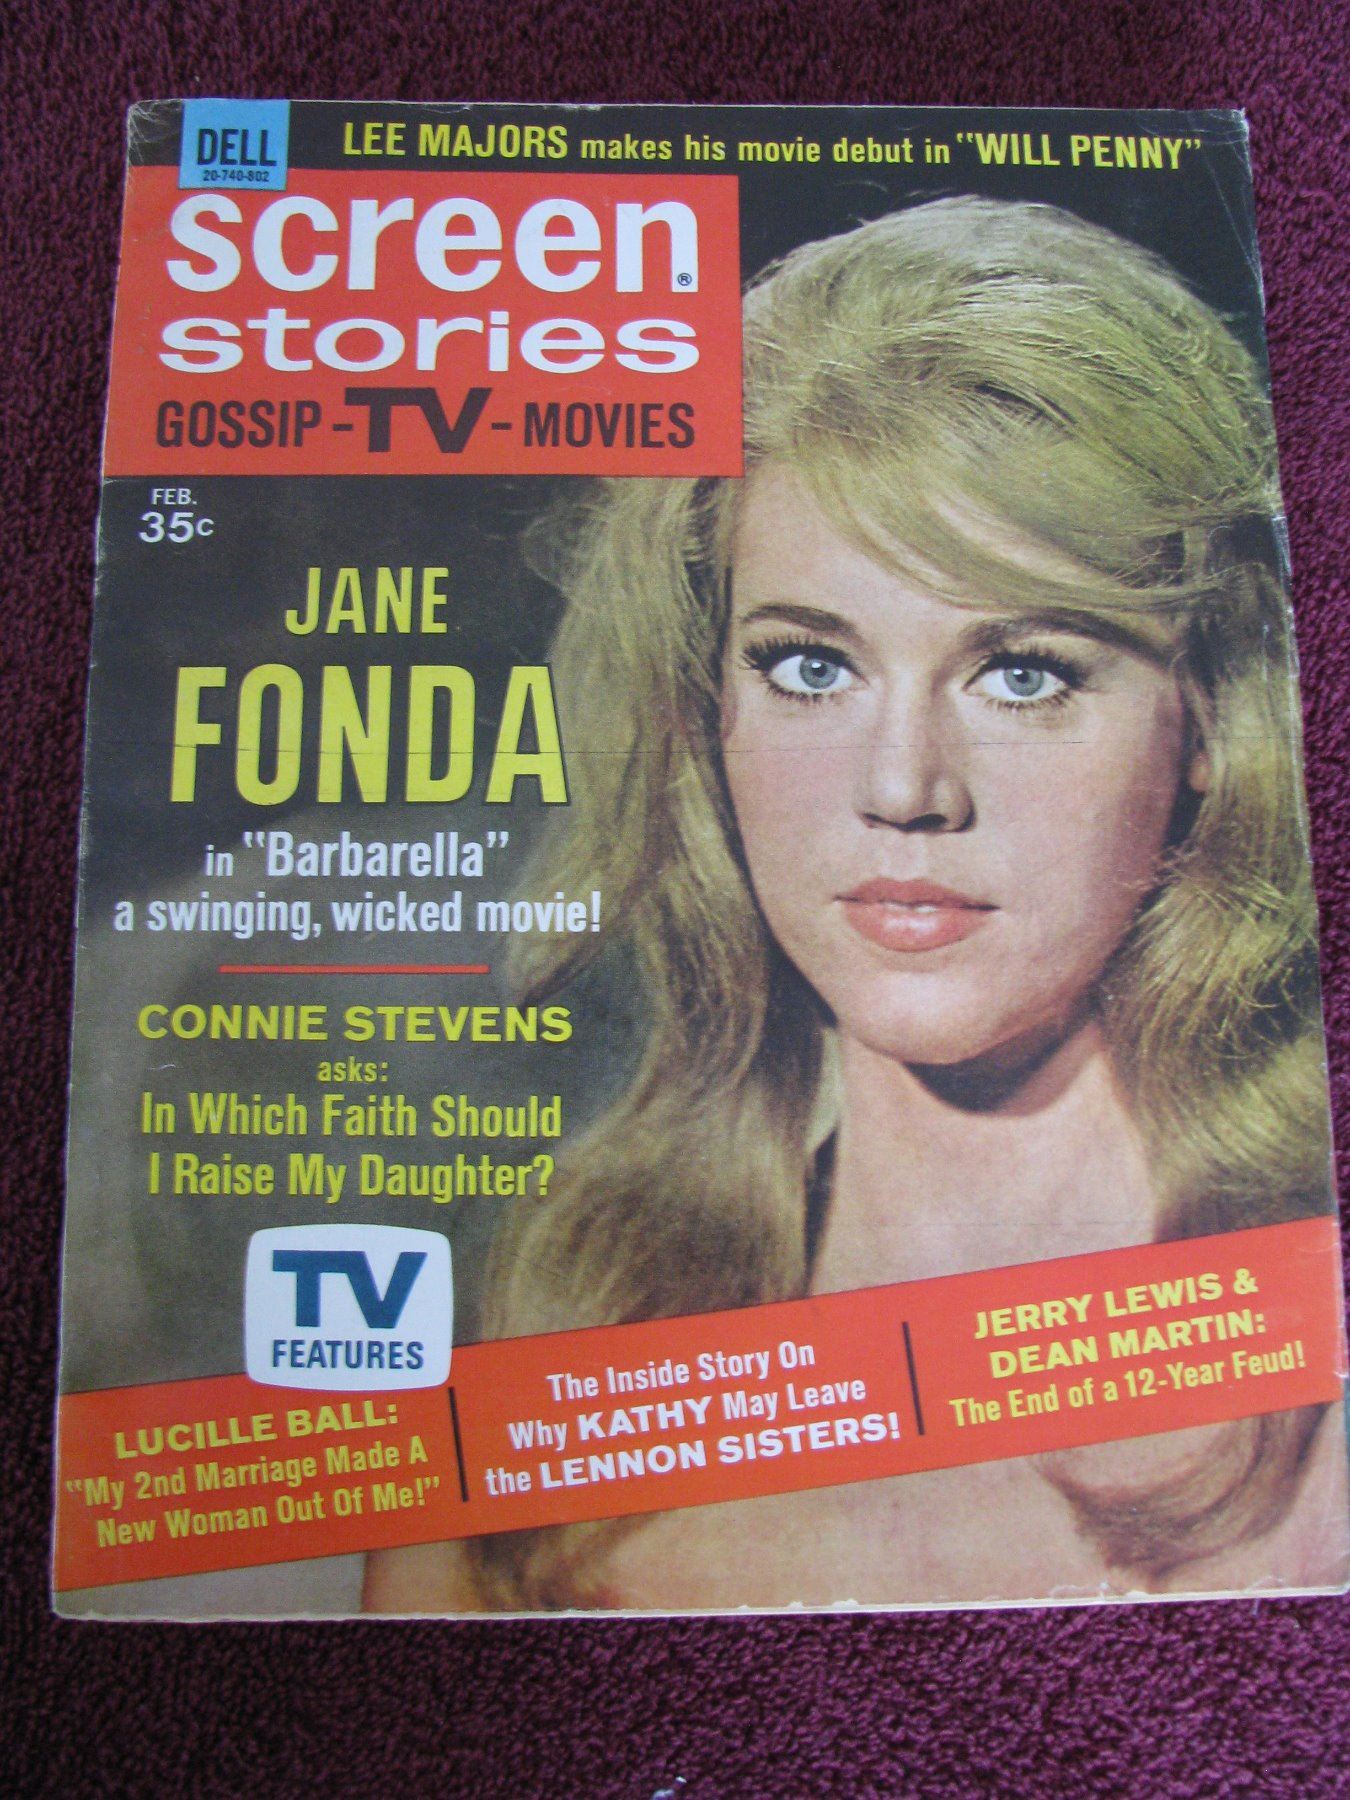 DELL
20-740-802
LEE MAJORS makes his movie debut in "WILL PENNY"
screen®
stories
GOSSIP-TV-MOVIES
FEB.
35c
JANE
FONDA
in "Barbarella"
a swinging, wicked movie!
CONNIE STEVENS
asks:
In Which Faith Should
I Raise My Daughter?
TV
FEATURES
LUCILLE BALL:
"My 2nd Marriage Made A
New Woman Out Of Me!"
The Inside Story On
Why KATHY May Leave
the LENNON SISTERS!
JERRY LEWIS &
DEAN MARTIN:
The End of a 12-Year Feud!